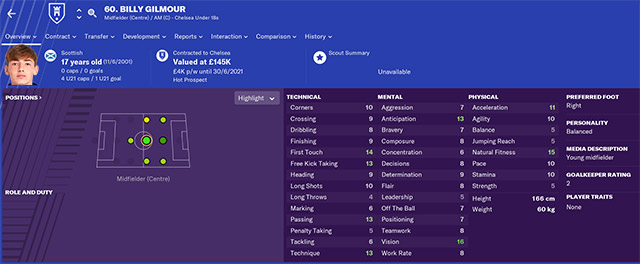 60. BILLY GILMOUR
Midfielder (Centre) / AM (C) - Chelsea Under 18s
Overview Contract Transfer Development Reports Interaction Comparison History
Scottish
17 years old (11/6/2001)
0 caps / 0 goals
4 U21 caps / 1 U21 goal
Contracted to Chelsea
Valued at £145K
£4K p/w until 30/6/2021
Hot Prospect
Scout Summary
Unavailable
POSITIONS
Highlight
Midfielder (Centre)
ROLE AND DUTY
TECHNICAL
Corners 10
Crossing 9
Dribbling 8
Finishing 9
First Touch 14
Free Kick Taking 13
Heading 9
Long Shots 10
Long Throws 4
Marking 6
Passing 13
Penalty Taking 5
Tackling 6
Technique 13
MENTAL
Aggression 7
Anticipation 13
Bravery 7
Composure 8
Concentration 6
Decisions 8
Determination 9
Flair 8
Leadership 5
Off The Ball 7
Positioning 7
Teamwork 8
Vision 16
Work Rate 8
PHYSICAL
Acceleration 11
Agility 10
Balance 5
Jumping Reach 5
Natural Fitness 15
Pace 10
Stamina 10
Strength 5
Height 166 cm
Weight 60 kg
PREFERRED FOOT
Right
PERSONALITY
Balanced
MEDIA DESCRIPTION
Young midfielder
GOALKEEPER RATING
2
PLAYER TRAITS
None